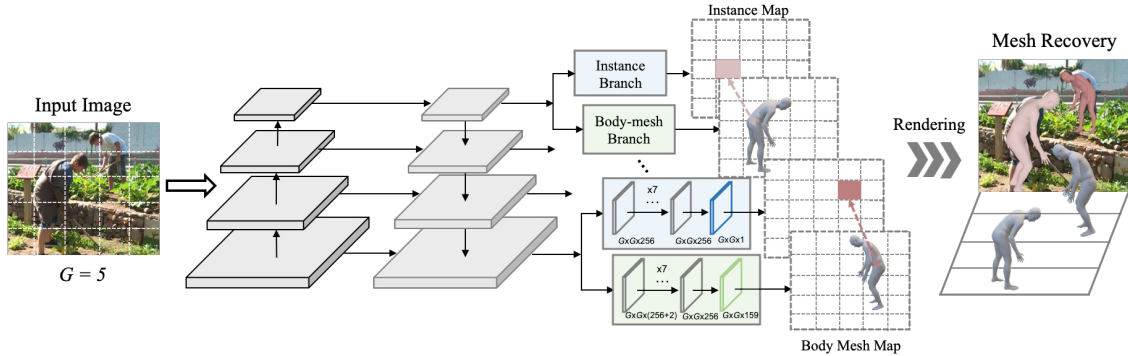 Instance Map
Mesh Recovery
Input Image
Instance
Branch
Body-mesh
Branch
Rendering
x7
...
GxGx256
GxGx256
GxGx1
G = 5
x7
...
GxGx(256+2)
GxGx256
GxGx159
Body Mesh Map